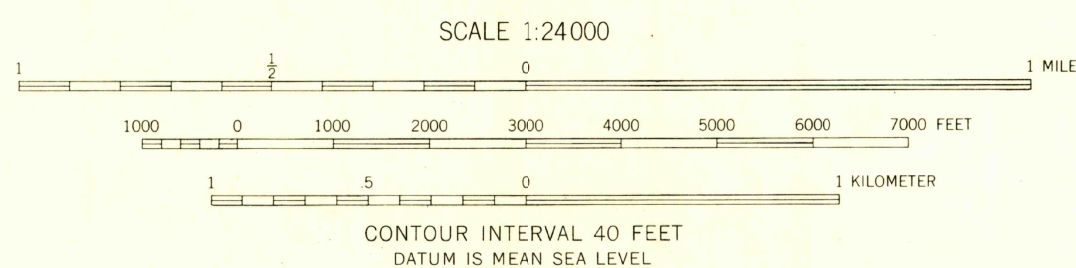 SCALE 1:24000
1 1/2 0 1 MILE
1000 0 1000 2000 3000 4000 5000 6000 7000 FEET
1 .5 0 1 KILOMETER
CONTOUR INTERVAL 40 FEET
DATUM IS MEAN SEA LEVEL